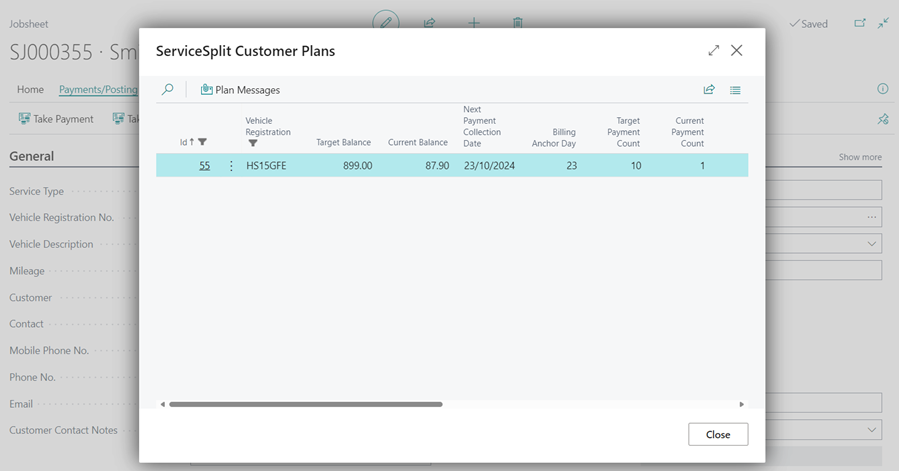 Jobsheet
Saved
SJ000355 · Sm
ServiceSplit Customer Plans
Home
Payments/Posting
Plan Messages
Take Payment
Tak
General
Show more
Id
Vehicle Registration
Target Balance
Current Balance
Next Payment Collection Date
Billing Anchor Day
Target Payment Count
Current Payment Count
55
HS15GFE
899.00
87.90
23/10/2024
23
10
1
Service Type
Vehicle Registration No.
Vehicle Description
Mileage
Customer
Contact
Mobile Phone No.
Phone No.
Email
Customer Contact Notes
Close